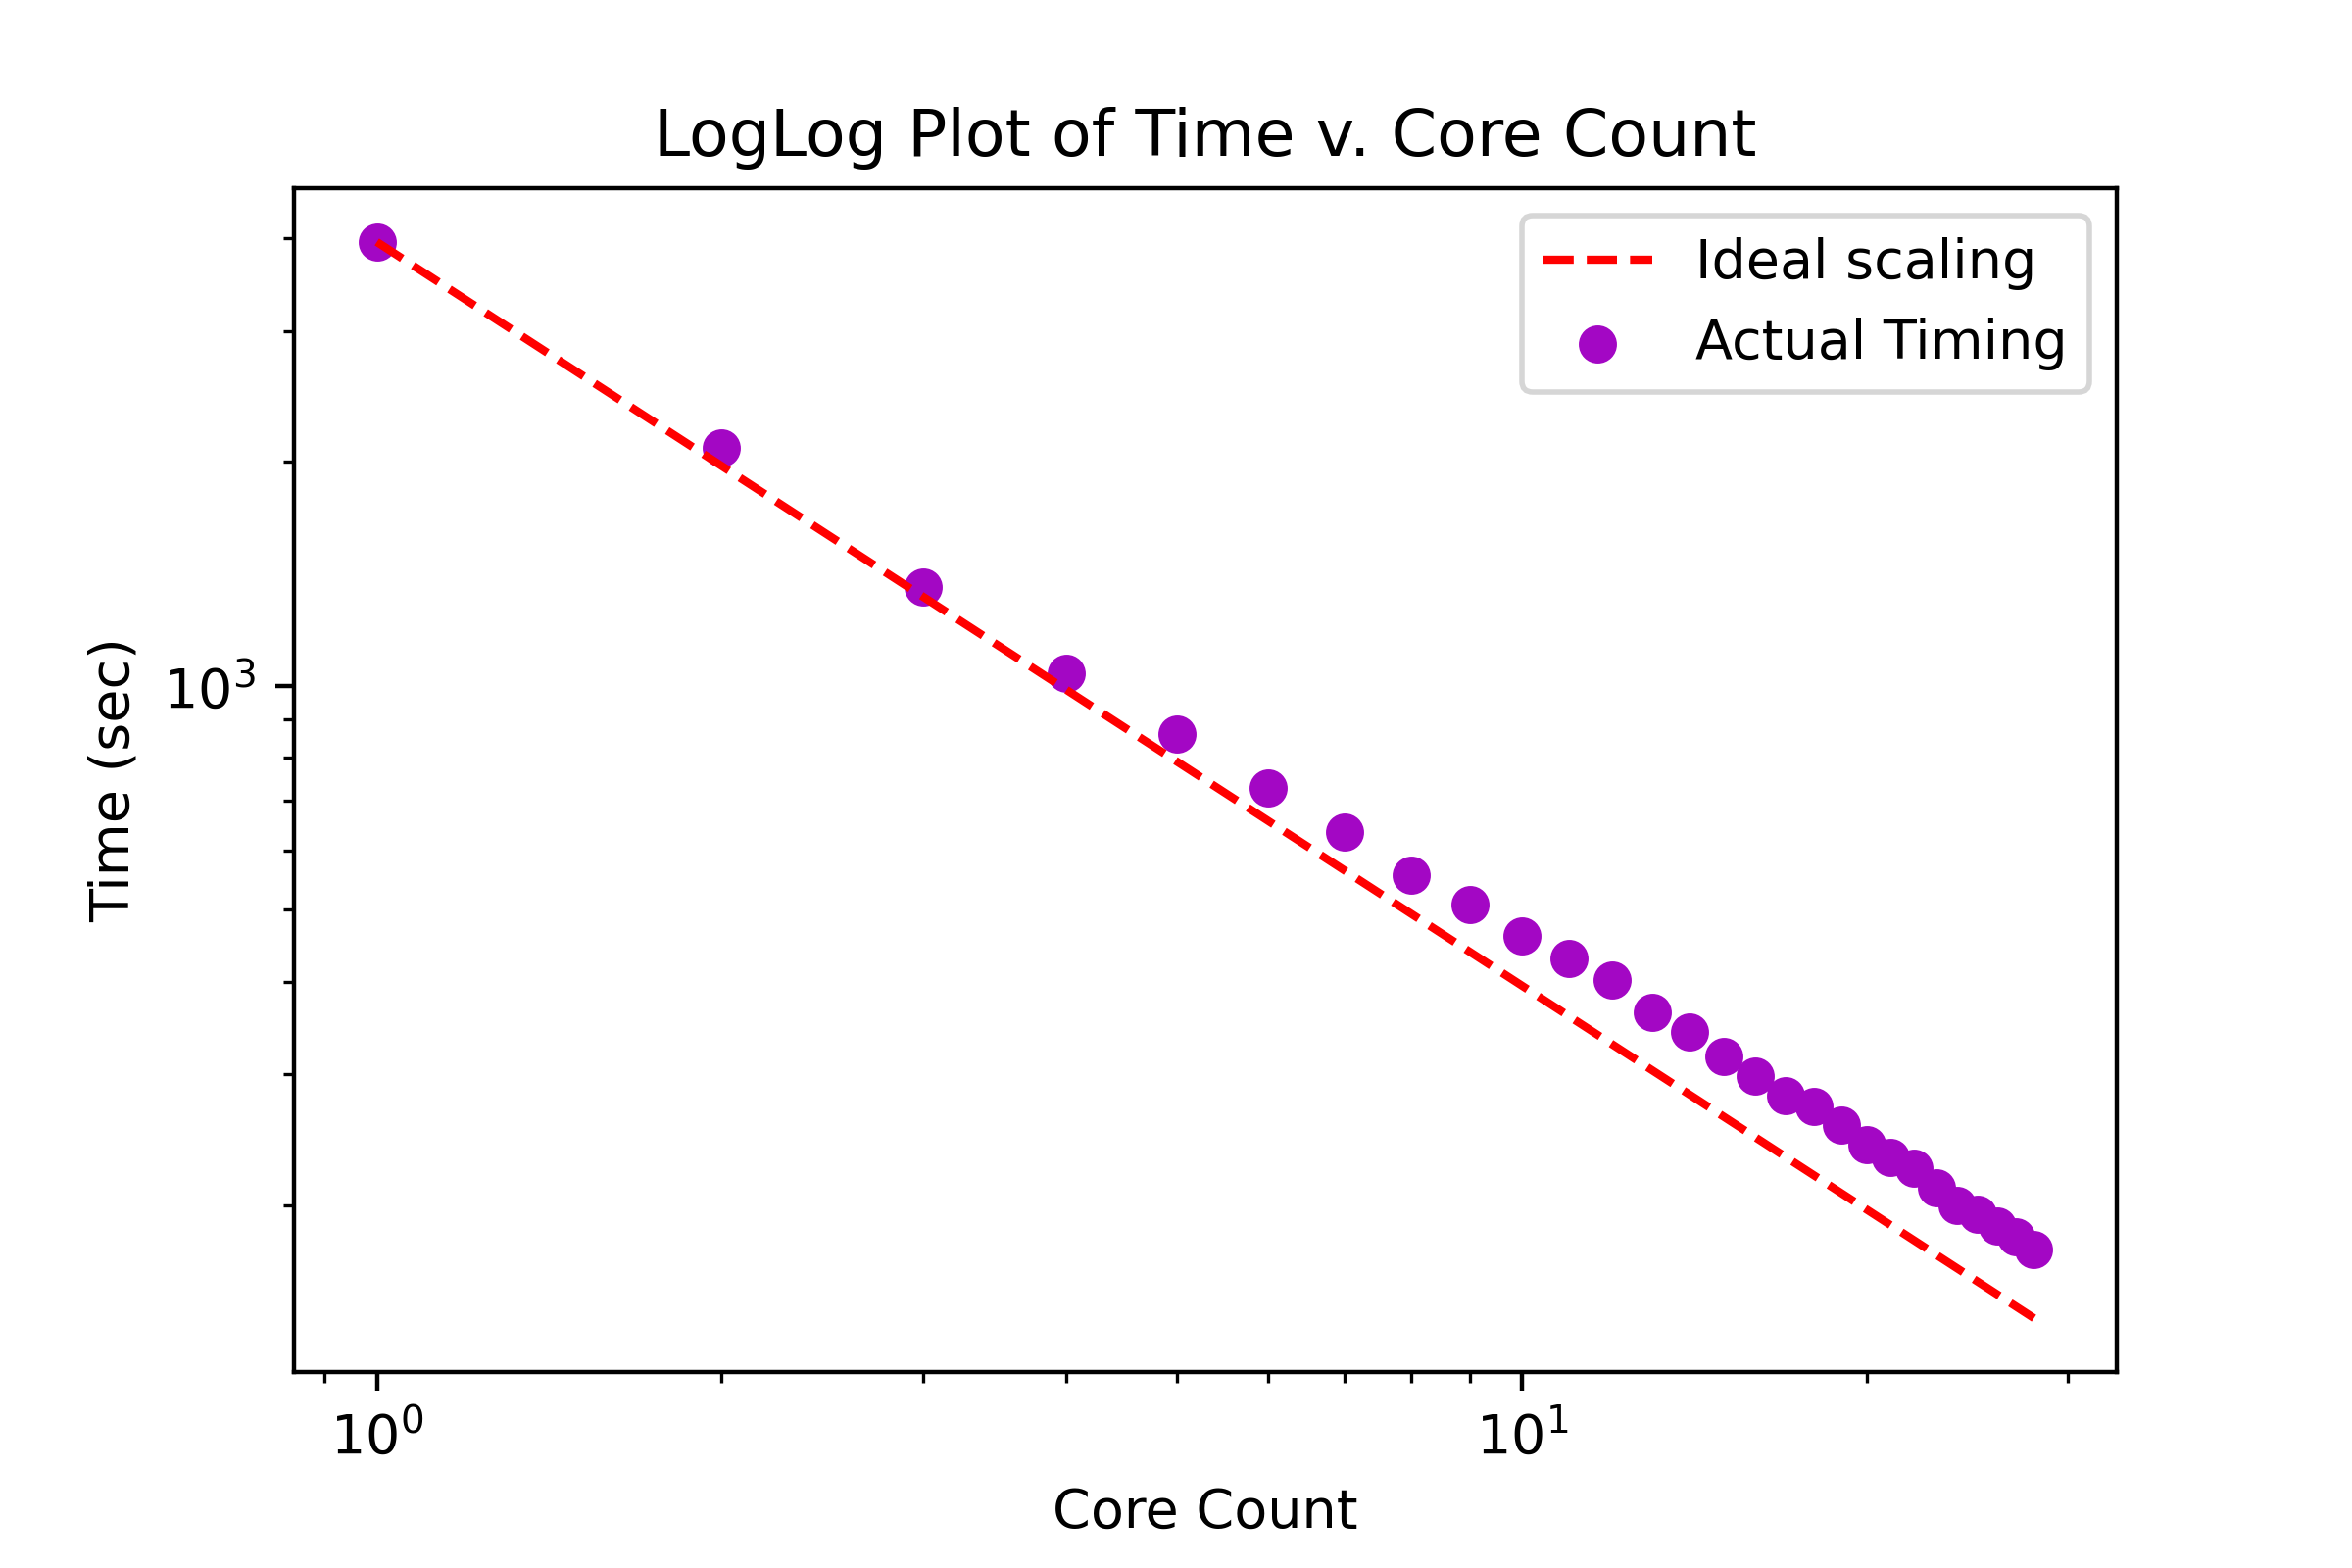 LogLog Plot of Time v. Core Count
Ideal scaling
Actual Timing
Time (sec)
10³
10⁰
10¹
Core Count